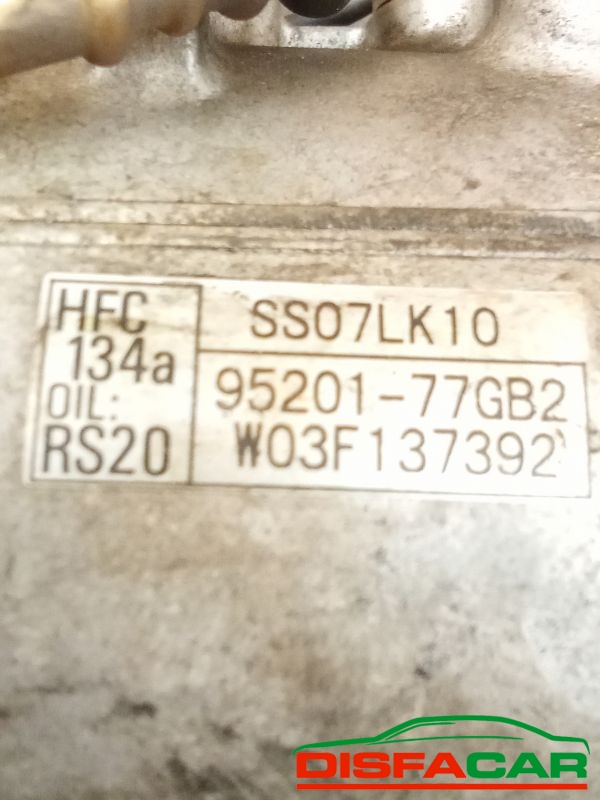 HFC
134a
OIL:
RS20
SS07LK10
95201-77GB2
W03F137392
DISFACAR